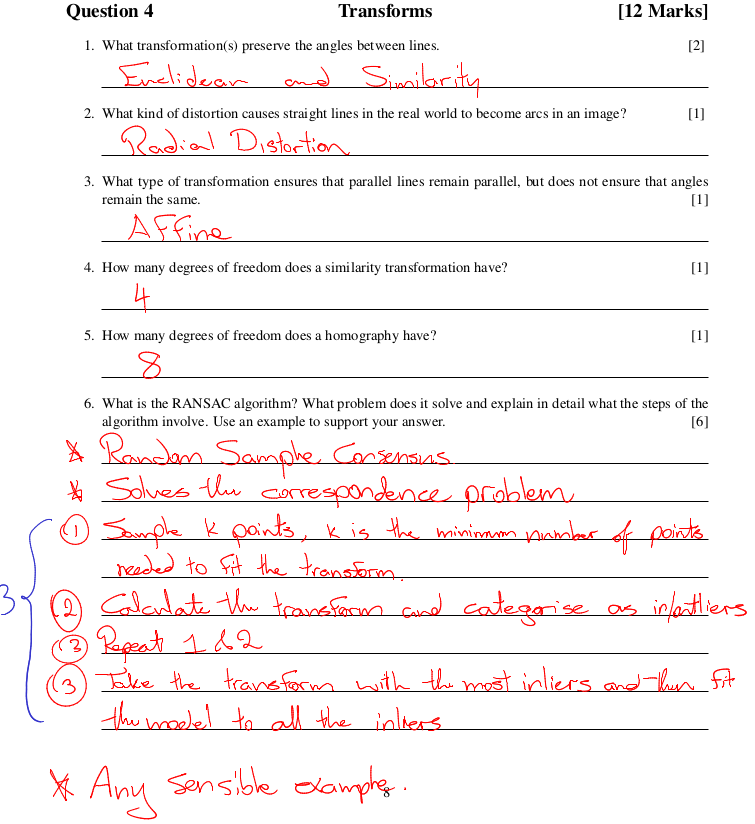 Question 4 Transforms [12 Marks]
1. What transformation(s) preserve the angles between lines. [2]
Euclidean and Similarity
2. What kind of distortion causes straight lines in the real world to become arcs in an image? [1]
Radial Distortion
3. What type of transformation ensures that parallel lines remain parallel, but does not ensure that angles
remain the same. [1]
Affine
4. How many degrees of freedom does a similarity transformation have? [1]
4
5. How many degrees of freedom does a homography have? [1]
8
6. What is the RANSAC algorithm? What problem does it solve and explain in detail what the steps of the
algorithm involve. Use an example to support your answer. [6]
* Random Sample Consensus
* Solves the correspondence problem
(1) Sample k points, k is the minimum number of points
needed to fit the transform.
3
(2) Calculate the transform and categorise as in/outliers
(3) Repeat 1 & 2
(3) Take the transform with the most inliers and then fit
the model to all the inliers
* Any sensible example.
8